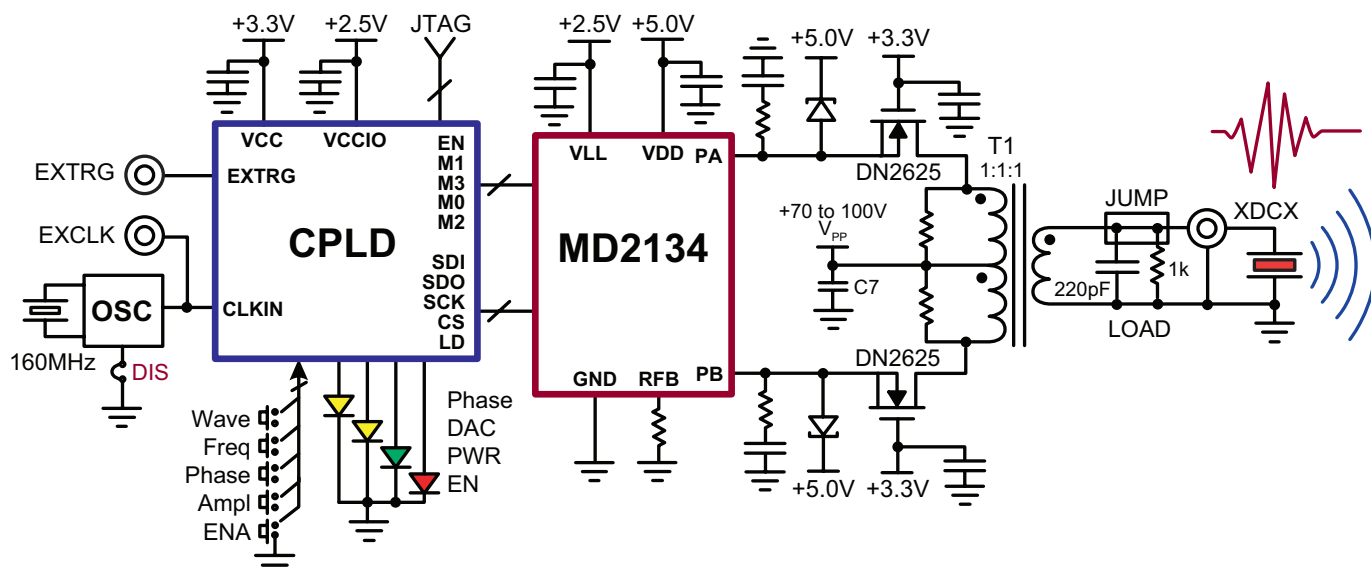 +3.3V
+2.5V
JTAG
+2.5V
+5.0V
+5.0V
+3.3V
VCC
VCCIO
EN
M1
M3
M0
M2
SDI
SDO
SCK
CS
LD
EXTRG
EXTRG
EXCLK
CPLD
OSC
CLKIN
160MHz
DIS
Wave
Freq
Phase
Ampl
ENA
Phase
DAC
PWR
EN
VLL
VDD
PA
MD2134
GND
RFB
PB
DN2625
T1
1:1:1
+70 to 100V
VPP
C7
DN2625
+5.0V
+3.3V
JUMP
XDCX
220pF
1k
LOAD